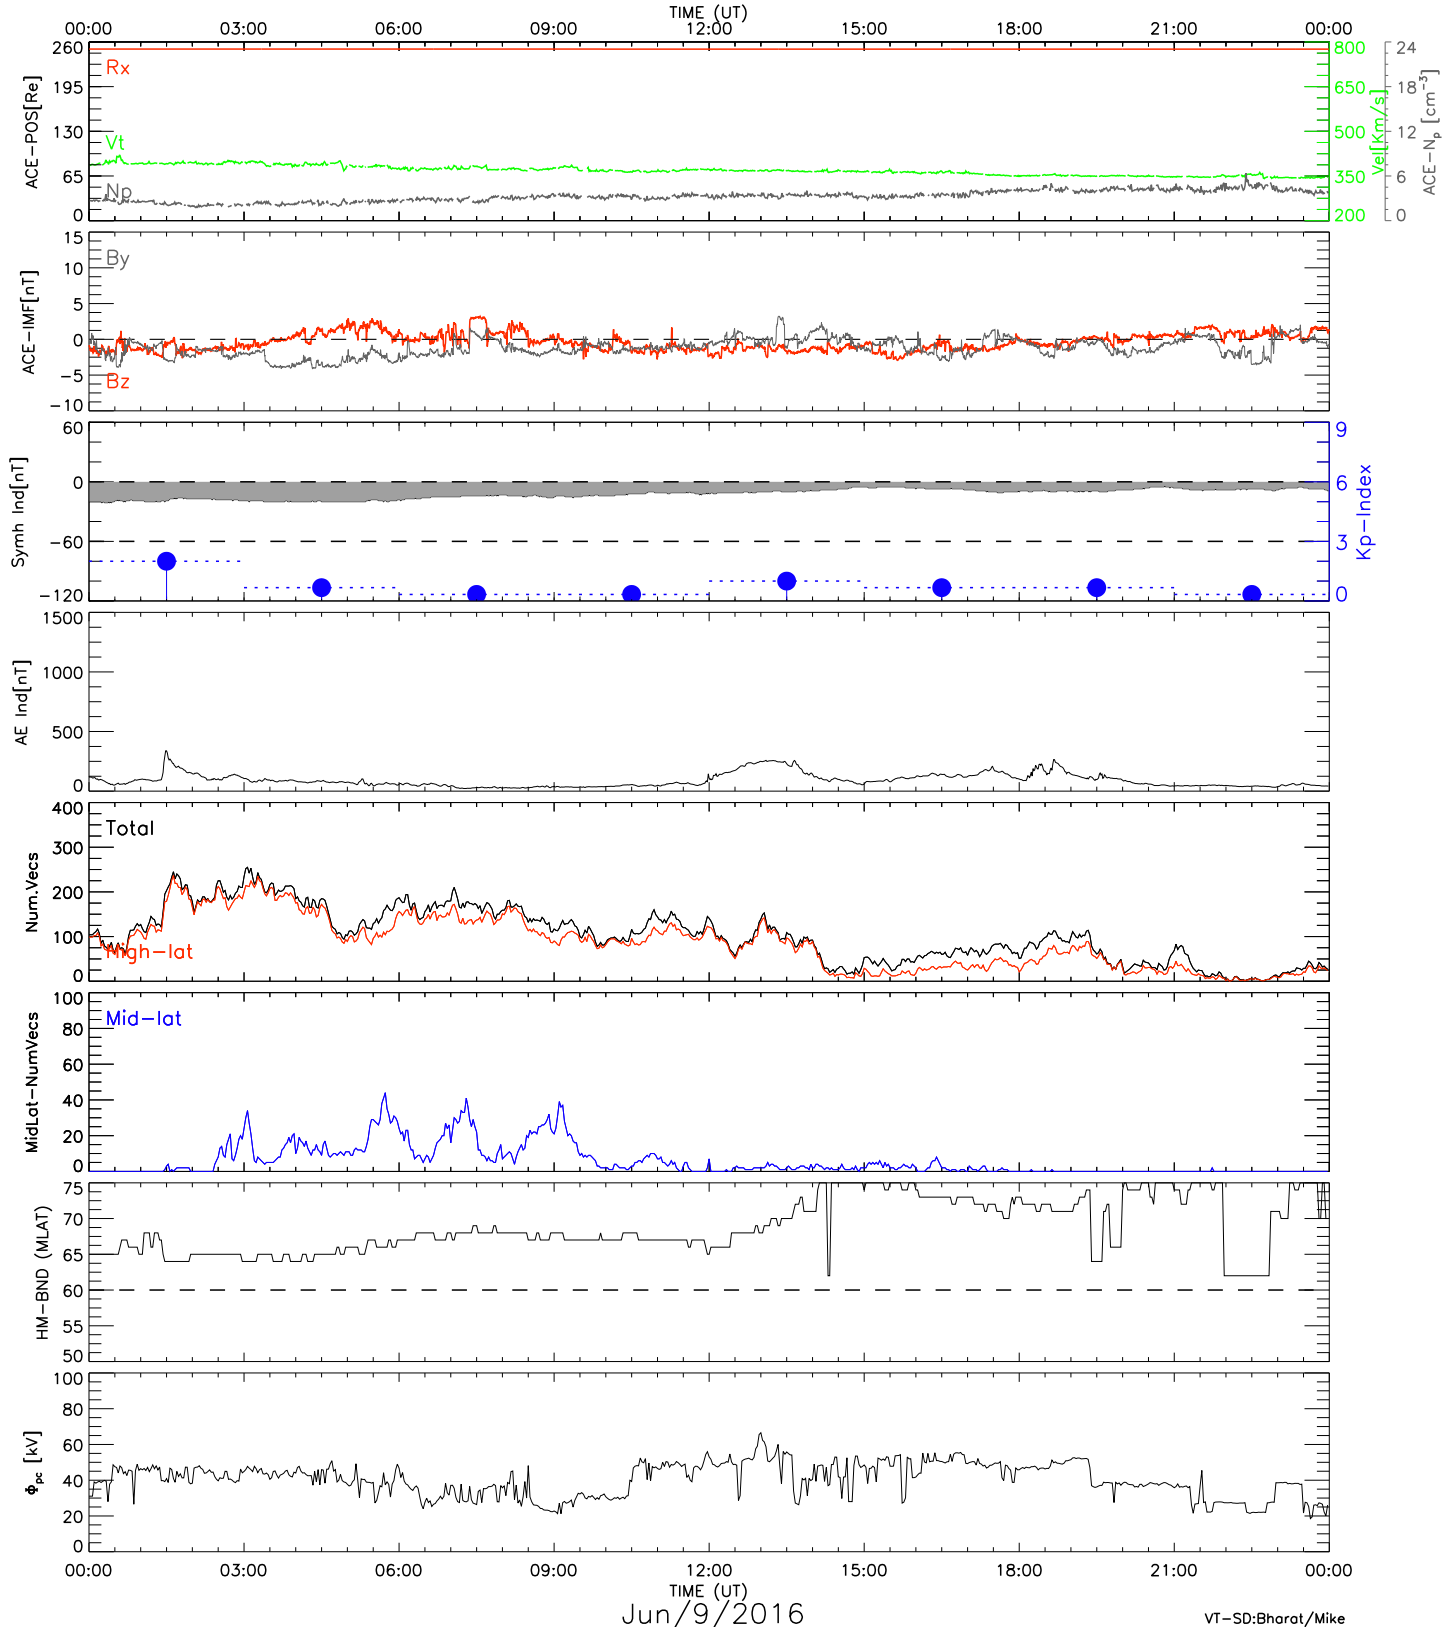 TIME (UT)
00:00 03:00 06:00 09:00 12:00 15:00 18:00 21:00 00:00
ACE-POS[Re]
260
195
130
65
0
Rx
Vt
Np
800
650
500
350
200
Vel[Km/s]
24
18
12
6
0
ACE-Np [cm-3]
ACE-IMF[nT]
15
10
5
0
-5
-10
By
Bz
Symh Ind[nT]
60
0
-60
-120
9
6
3
0
Kp-Index
AE Ind[nT]
1500
1000
500
0
Num.Vecs
400
300
200
100
0
Total
High-lat
MidLat-NumVecs
100
80
60
40
20
0
Mid-lat
HM-BND (MLAT)
75
70
65
60
55
50
Φpc [kV]
100
80
60
40
20
0
00:00 03:00 06:00 09:00 12:00 15:00 18:00 21:00 00:00
TIME (UT)
Jun/9/2016
VT-SD:Bharat/Mike